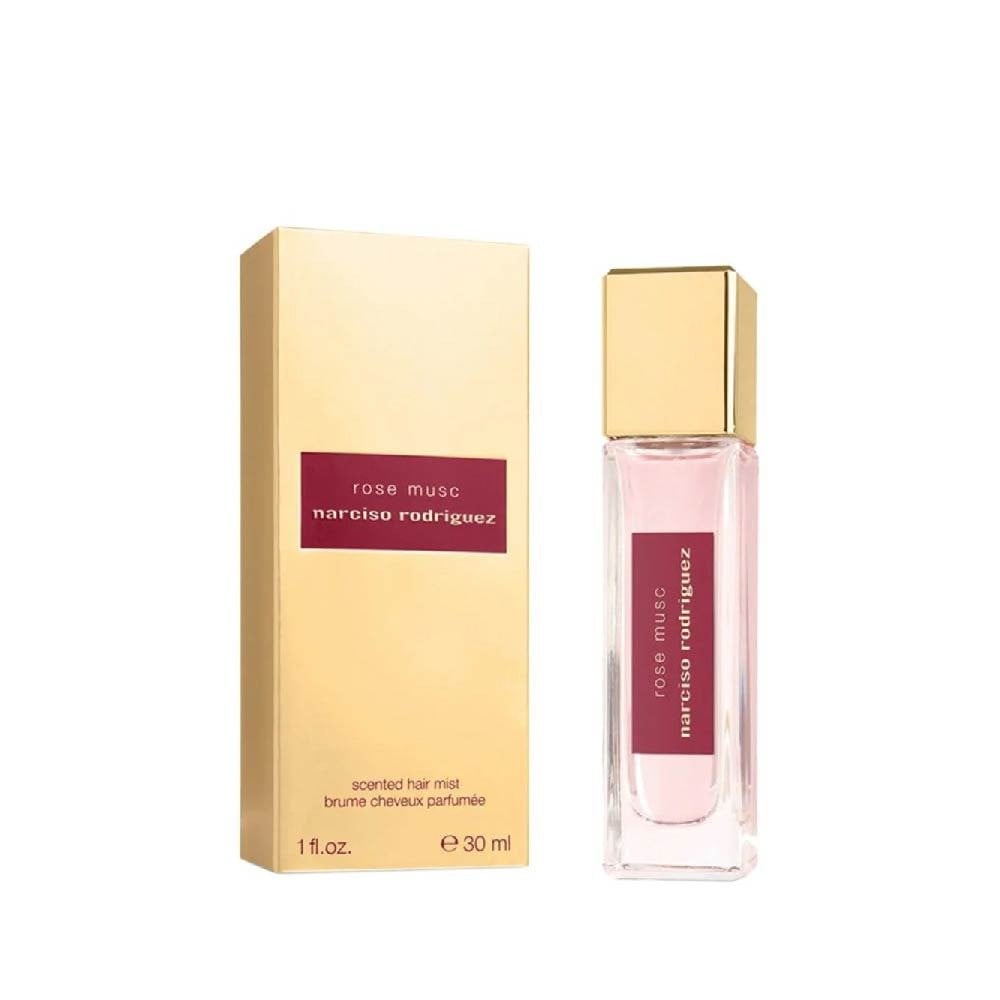 rose musc
narciso rodriguez
scented hair mist
brume cheveux parfumée
1 fl.oz. ℮ 30 ml
rose musc
narciso rodriguez